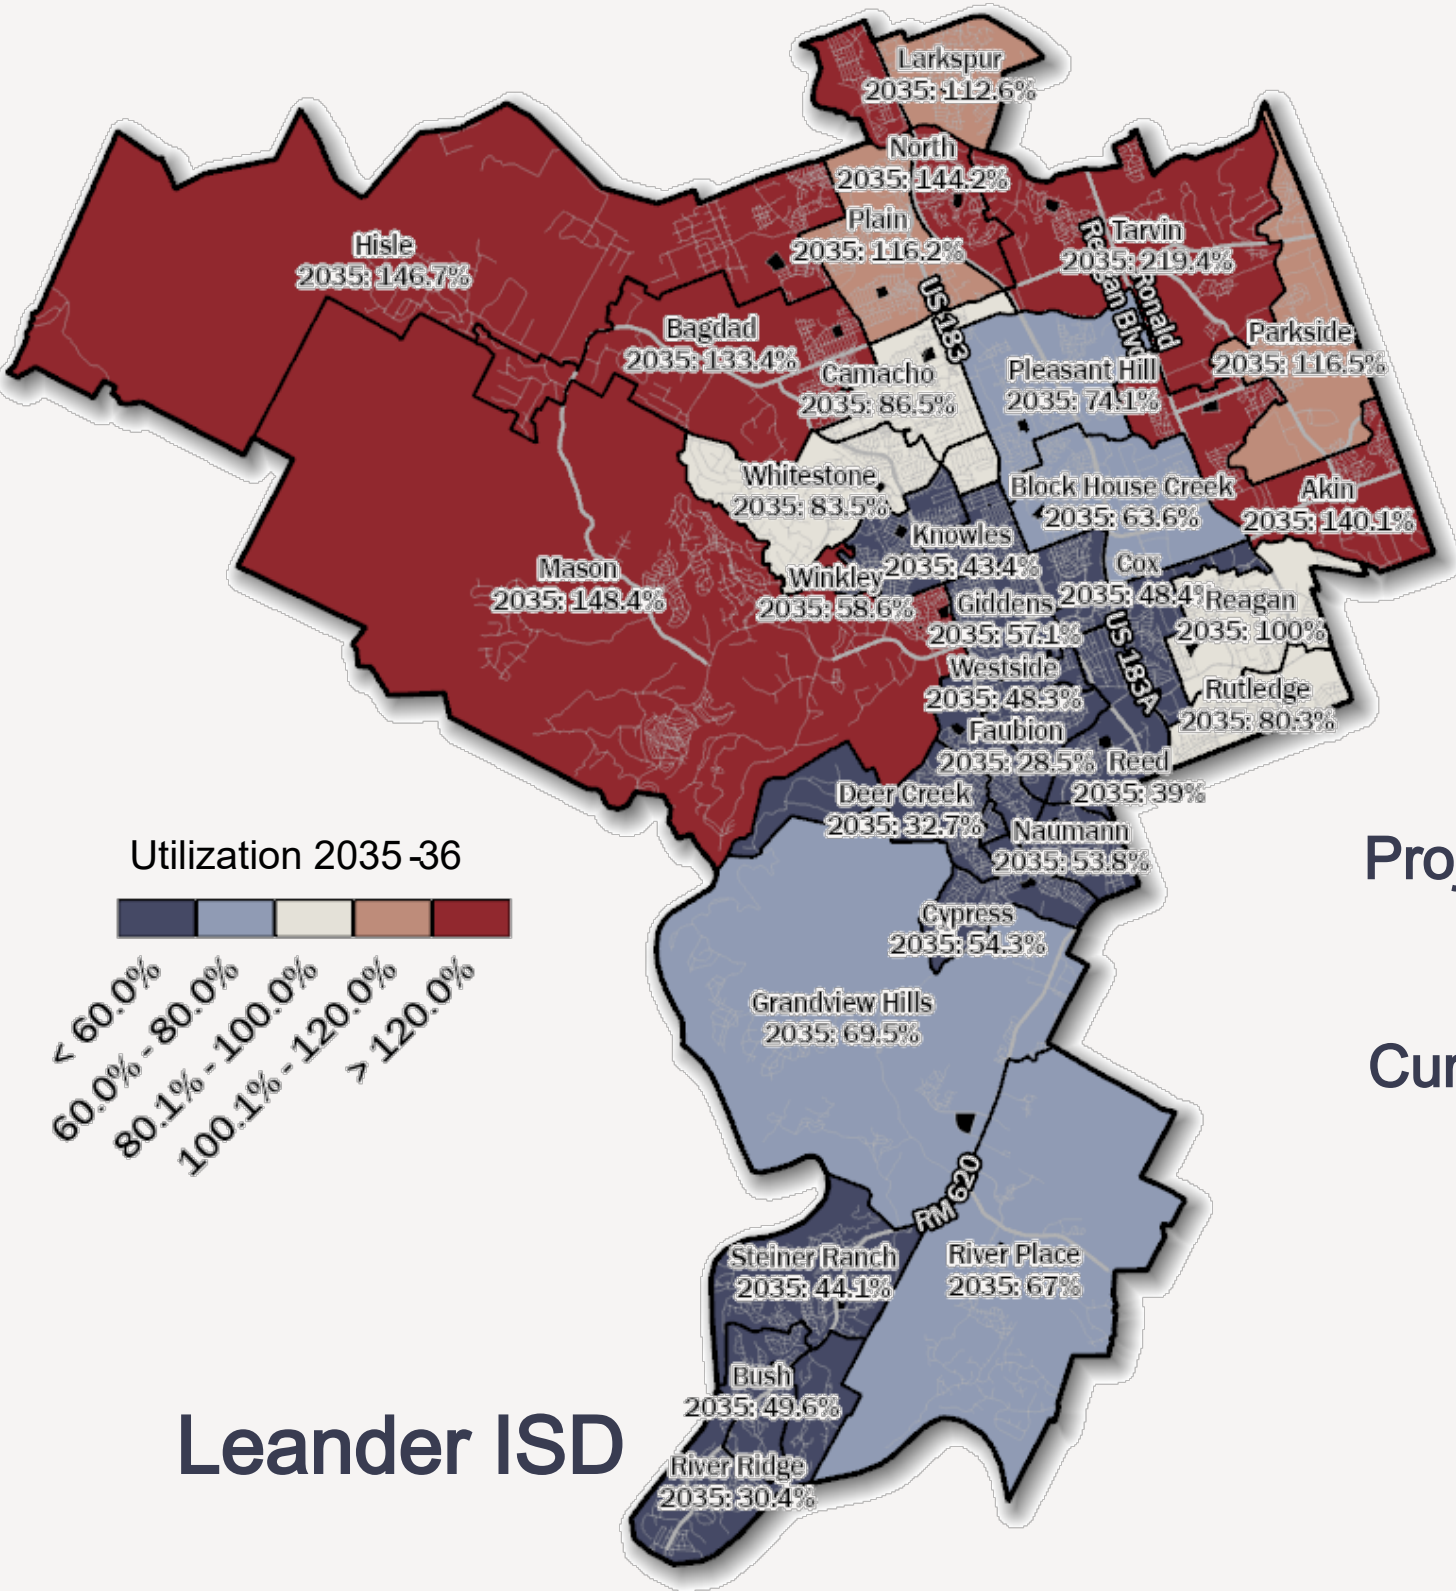 Larkspur
2035: 112.6%
North
2035: 144.2%
Plain
2035: 116.2%
Tarvin
2035: 219.4%
Hisle
2035: 146.7%
Ronald
Reagan Blvd
US 183
Bagdad
2035: 133.4%
Parkside
2035: 116.5%
Camacho
2035: 86.5%
Pleasant Hill
2035: 74.1%
Whitestone
2035: 83.5%
Block House Creek
2035: 63.6%
Akin
2035: 140.1%
Knowles
2035: 43.4%
Cox
2035: 48.4%
Mason
2035: 148.4%
Winkley
2035: 58.6%
Giddens
2035: 57.1%
Reagan
2035: 100%
US 183A
Westside
2035: 48.3%
Rutledge
2035: 80.3%
Faubion
2035: 28.5%
Reed
2035: 39%
Deer Creek
2035: 32.7%
Naumann
2035: 53.8%
Utilization 2035-36
< 60.0%
60.0% - 80.0%
80.1% - 100.0%
100.1% - 120.0%
> 120.0%
Pro
Cypress
2035: 54.3%
Grandview Hills
2035: 69.5%
Cur
RM 620
Steiner Ranch
2035: 44.1%
River Place
2035: 67%
Bush
2035: 49.6%
Leander ISD
River Ridge
2035: 30.4%